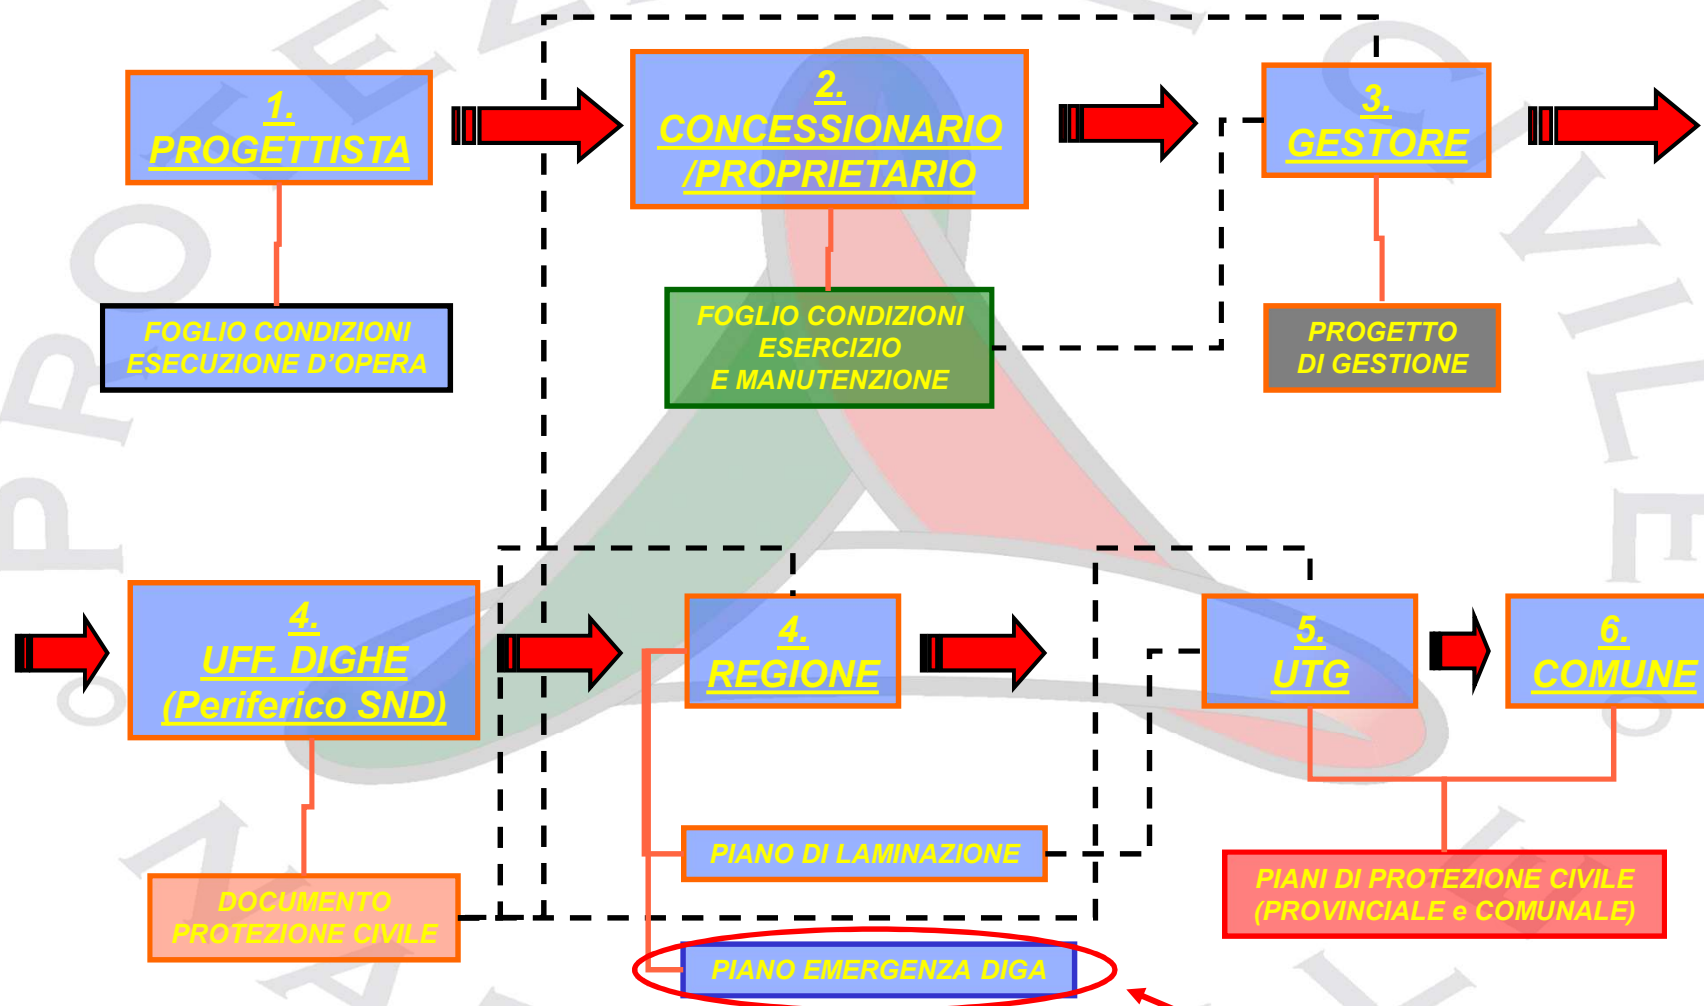 1.
PROGETTISTA
2.
CONCESSIONARIO
/PROPRIETARIO
3.
GESTORE
FOGLIO CONDIZIONI
ESECUZIONE D'OPERA
FOGLIO CONDIZIONI
ESERCIZIO
E MANUTENZIONE
PROGETTO
DI GESTIONE
4.
UFF. DIGHE
(Periferico SND)
4.
REGIONE
5.
UTG
6.
COMUNE
PIANO DI LAMINAZIONE
DOCUMENTO
PROTEZIONE CIVILE
PIANI DI PROTEZIONE CIVILE
(PROVINCIALE e COMUNALE)
PIANO EMERGENZA DIGA